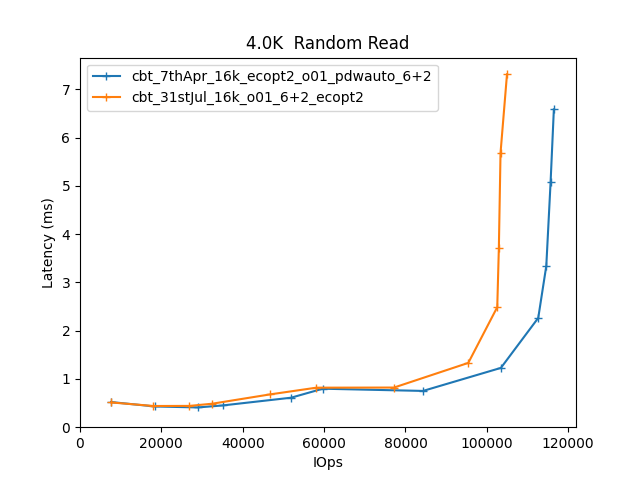 4.0K  Random Read
cbt_7thApr_16k_ecopt2_o01_pdwauto_6+2
cbt_31stJul_16k_o01_6+2_ecopt2
Latency (ms)
7
6
5
4
3
2
1
0
0 20000 40000 60000 80000 100000 120000
IOps